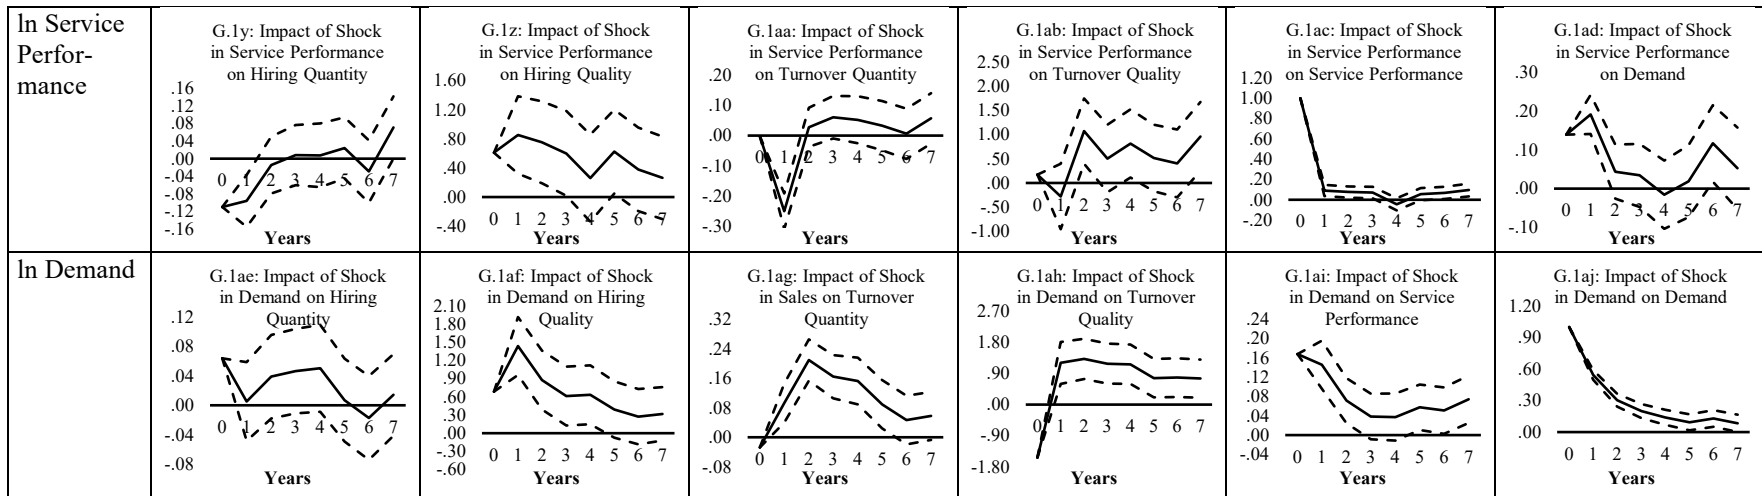 ln Service
Perfor-
mance
G.1y: Impact of Shock
in Service Performance
on Hiring Quantity
.16
.12
.08
.04
.00
-.04
-.08
-.12
-.16
0 1 2 3 4 5 6 7
Years
G.1z: Impact of Shock
in Service Performance
on Hiring Quality
1.60
1.20
.80
.40
.00
-.40
0 1 2 3 4 5 6 7
Years
G.1aa: Impact of Shock
in Service Performance
on Turnover Quantity
.20
.10
.00
-.10
-.20
-.30
0 1 2 3 4 5 6 7
Years
G.1ab: Impact of Shock
in Service Performance
on Turnover Quality
2.50
2.00
1.50
1.00
.50
.00
-.50
-1.00
0 1 2 3 4 5 6 7
Years
G.1ac: Impact of Shock
in Service Performance
on Service Performance
1.20
1.00
.80
.60
.40
.20
.00
-.20
0 1 2 3 4 5 6 7
Years
G.1ad: Impact of Shock
in Service Performance
on Demand
.30
.20
.10
.00
-.10
0 1 2 3 4 5 6 7
Years
ln Demand
G.1ae: Impact of Shock
in Demand on Hiring
Quantity
.12
.08
.04
.00
-.04
-.08
0 1 2 3 4 5 6 7
Years
G.1af: Impact of Shock
in Demand on Hiring
Quality
2.10
1.80
1.50
1.20
.90
.60
.30
.00
-.30
-.60
0 1 2 3 4 5 6 7
Years
G.1ag: Impact of Shock
in Sales on Turnover
Quantity
.32
.24
.16
.08
.00
-.08
0 1 2 3 4 5 6 7
Years
G.1ah: Impact of Shock
in Demand on Turnover
Quality
2.70
1.80
.90
.00
-.90
-1.80
0 1 2 3 4 5 6 7
Years
G.1ai: Impact of Shock
in Demand on Service
Performance
.24
.20
.16
.12
.08
.04
.00
-.04
0 1 2 3 4 5 6 7
Years
G.1aj: Impact of Shock
in Demand on Demand
1.20
.90
.60
.30
.00
0 1 2 3 4 5 6 7
Years